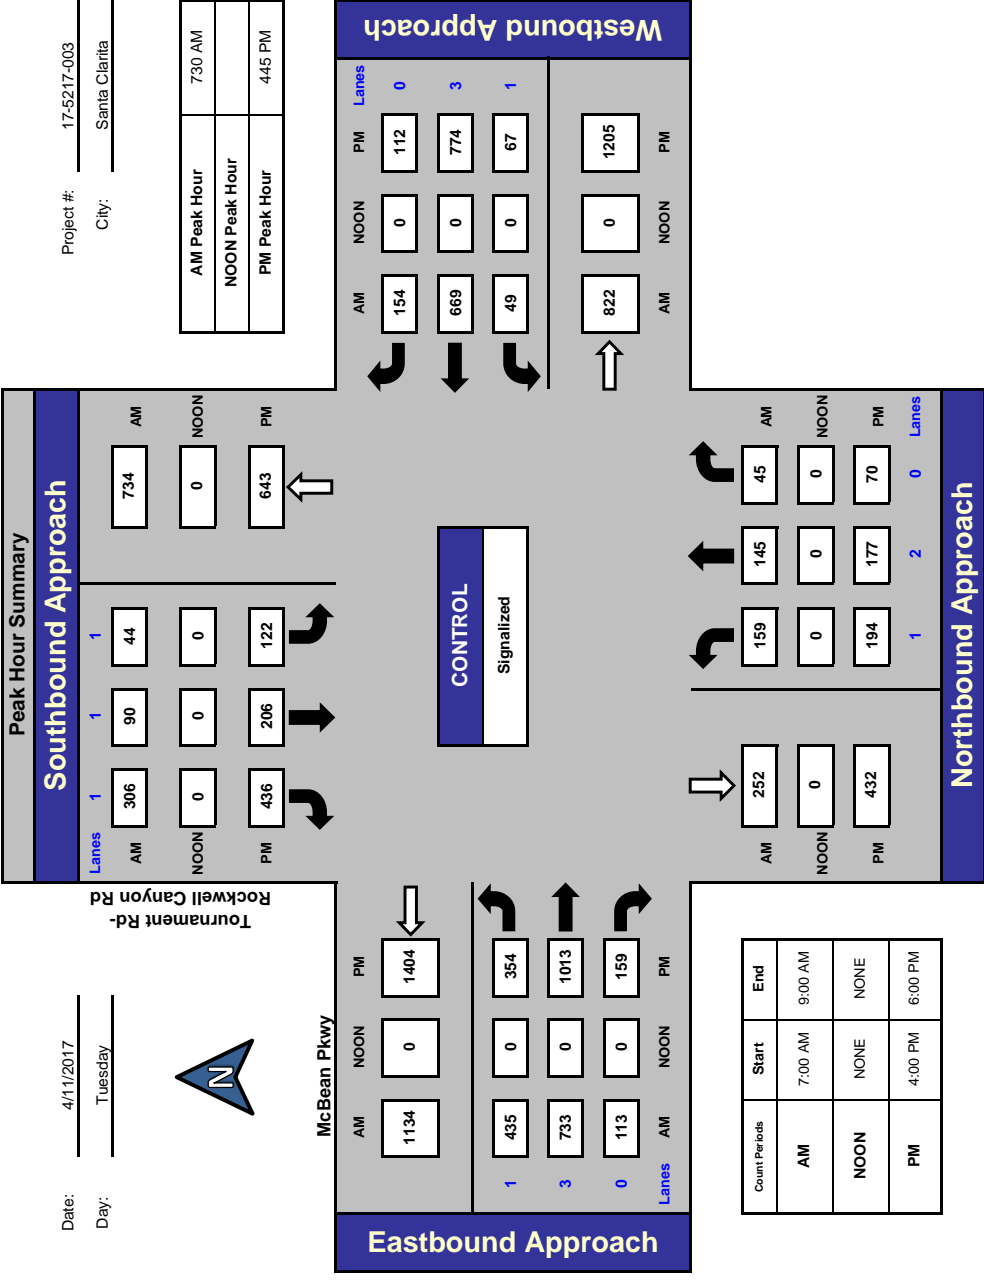 Peak Hour Summary
Date: 4/11/2017
Day: Tuesday
Project #: 17-5217-003
City: Santa Clarita
N
AM Peak Hour 730 AM
NOON Peak Hour
PM Peak Hour 445 PM
Southbound Approach
Lanes 1 1 1
AM 306 90 44 734 AM
NOON 0 0 0 0 NOON
PM 436 206 122 643 PM
Tournament Rd-
Rockwell Canyon Rd
McBean Pkwy
Westbound Approach
AM NOON PM Lanes
154 0 112 0
669 0 774 3
49 0 67 1
822 0 1205
AM NOON PM
CONTROL
Signalized
Eastbound Approach
AM NOON PM
1134 0 1404
1 435 0 354
3 733 0 1013
0 113 0 159
Lanes AM NOON PM
Northbound Approach
AM 252 159 145 45 AM
NOON 0 0 0 0 NOON
PM 432 194 177 70 PM
1 2 0 Lanes
Count Periods Start End
AM 7:00 AM 9:00 AM
NOON NONE NONE
PM 4:00 PM 6:00 PM